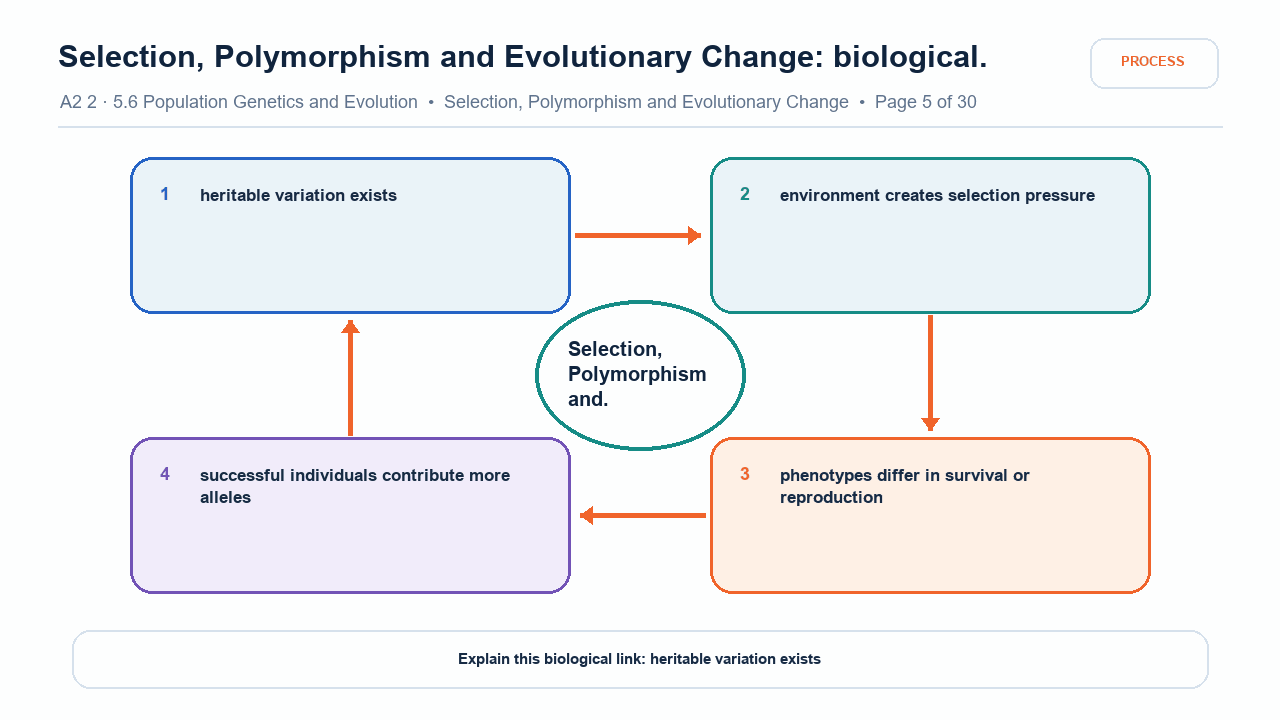 Selection, Polymorphism and Evolutionary Change: biological.
PROCESS
A2 2 · 5.6 Population Genetics and Evolution • Selection, Polymorphism and Evolutionary Change • Page 5 of 30
1 heritable variation exists
2 environment creates selection pressure
Selection,
Polymorphism
and.
4 successful individuals contribute more
alleles
3 phenotypes differ in survival or
reproduction
Explain this biological link: heritable variation exists